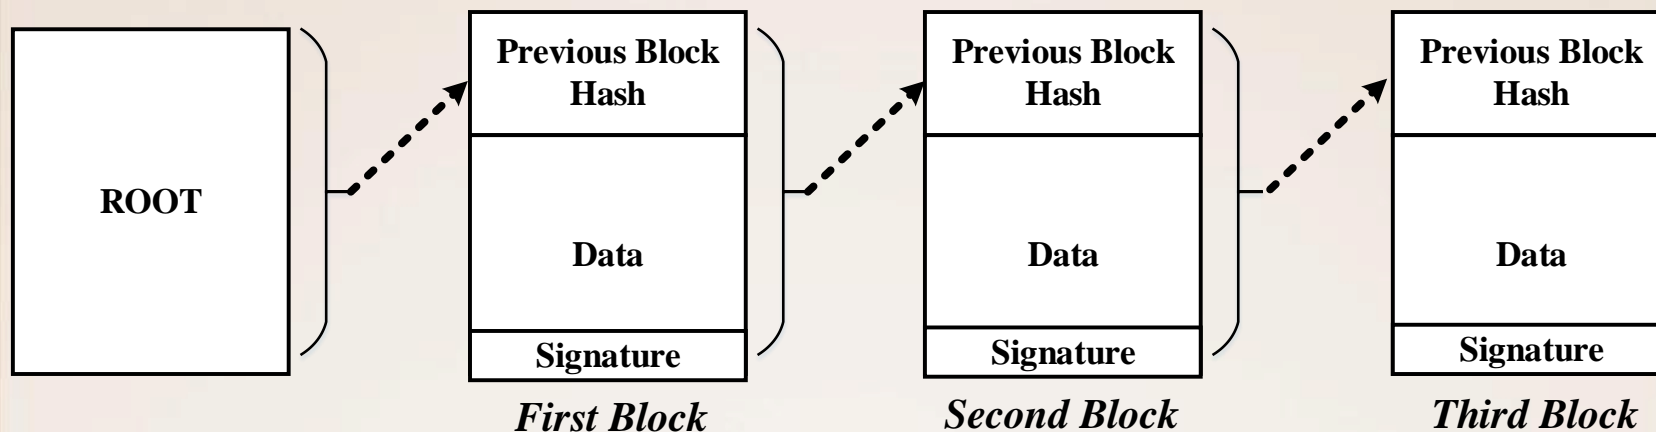 ROOT
Previous Block
Hash
Data
Signature
First Block
Previous Block
Hash
Data
Signature
Second Block
Previous Block
Hash
Data
Signature
Third Block